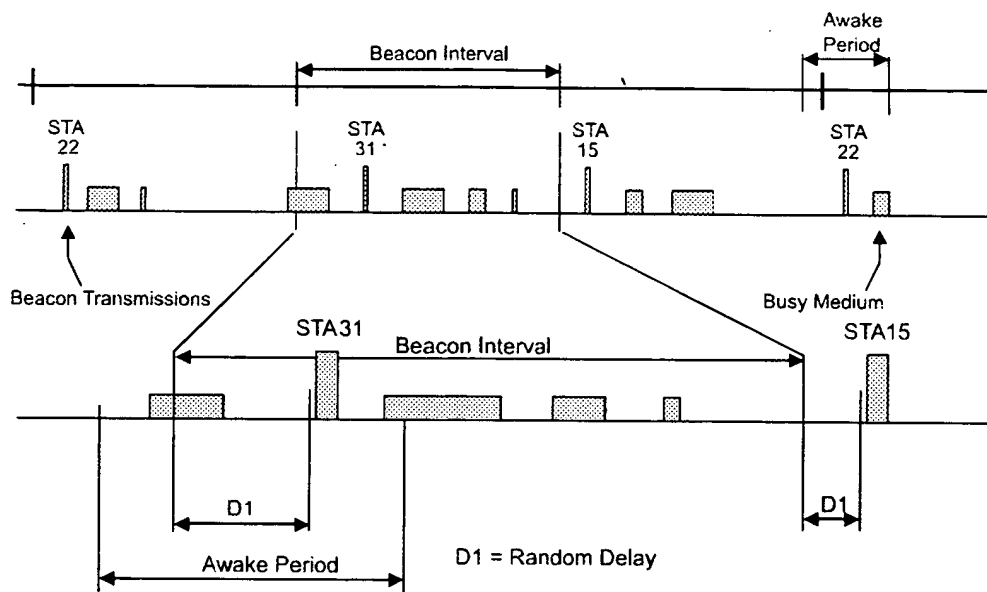 Awake
Period
Beacon Interval
STA
22
STA
31
STA
15
STA
22
Beacon Transmissions
Busy Medium
STA31
Beacon Interval
STA15
D1
D1
Awake Period
D1 = Random Delay